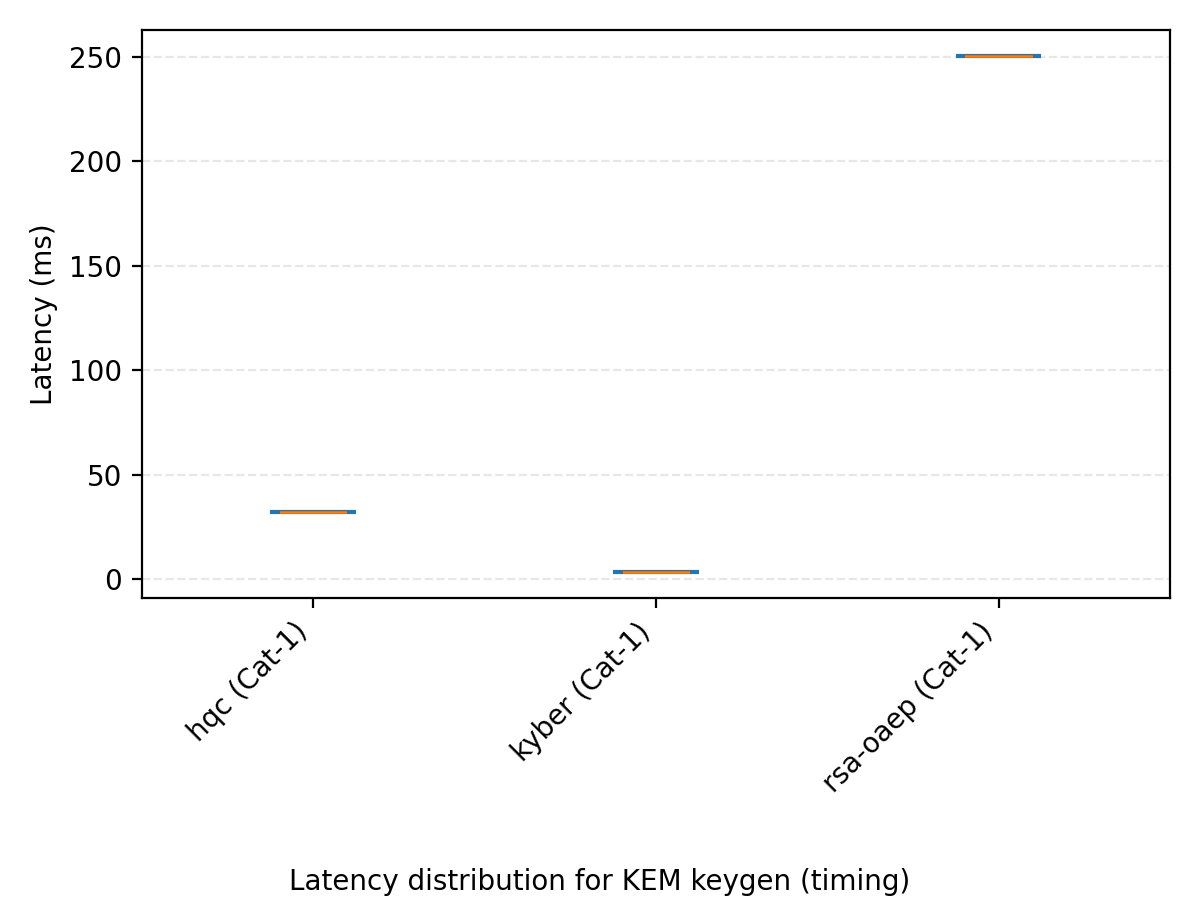 250
200
150
100
50
0
Latency (ms)
hqc (Cat-1)
kyber (Cat-1)
rsa-oaep (Cat-1)
Latency distribution for KEM keygen (timing)